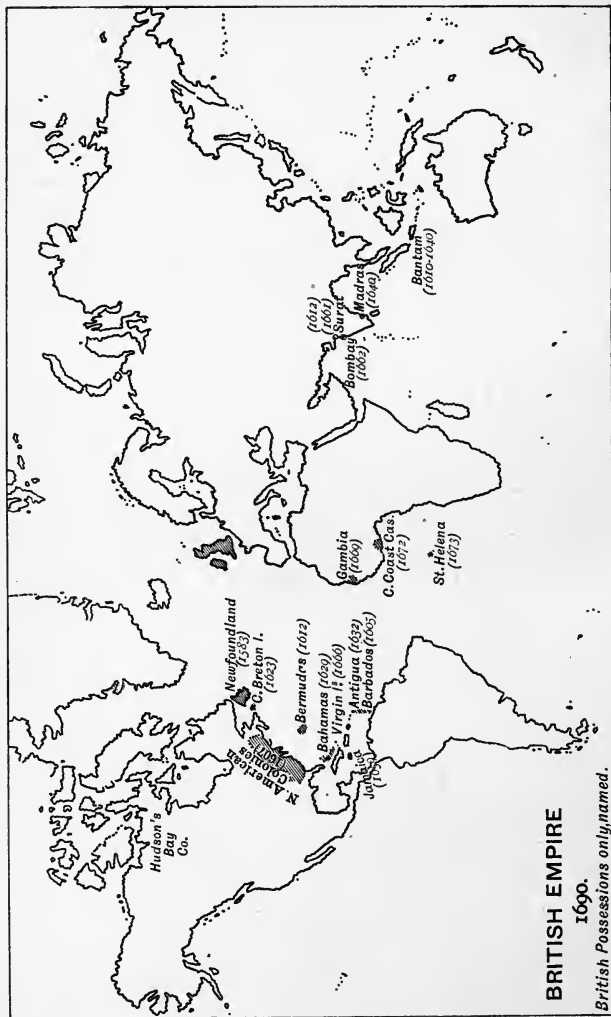 Hudson's
Bay
Co.
Newfoundland
(1583)
C. Breton I.
(1623)
N. American
Colonies
(1607)
Bermudas (1612)
Bahamas (1629)
Virgin Is (1666)
Antigua (1632)
Barbados (1605)
Jamaica
Gambia
(1669)
C. Coast Cas.
(1672)
St. Helena
(1673)
(1612)
(1661)
Surat
Bombay
(1662)
Madras
(1640)
Bantam
(1610-1640)
BRITISH EMPIRE
1690.
British Possessions only, named.